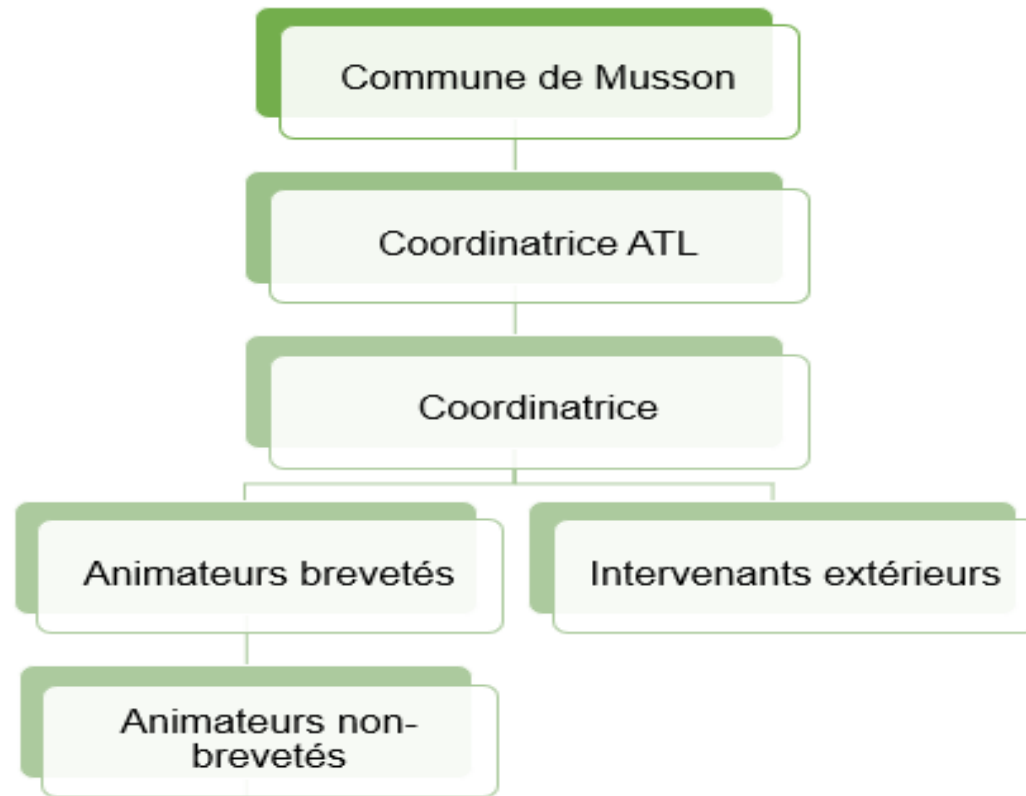 Commune de Musson
Coordinatrice ATL
Coordinatrice
Animateurs brevetés
Intervenants extérieurs
Animateurs non-
brevetés